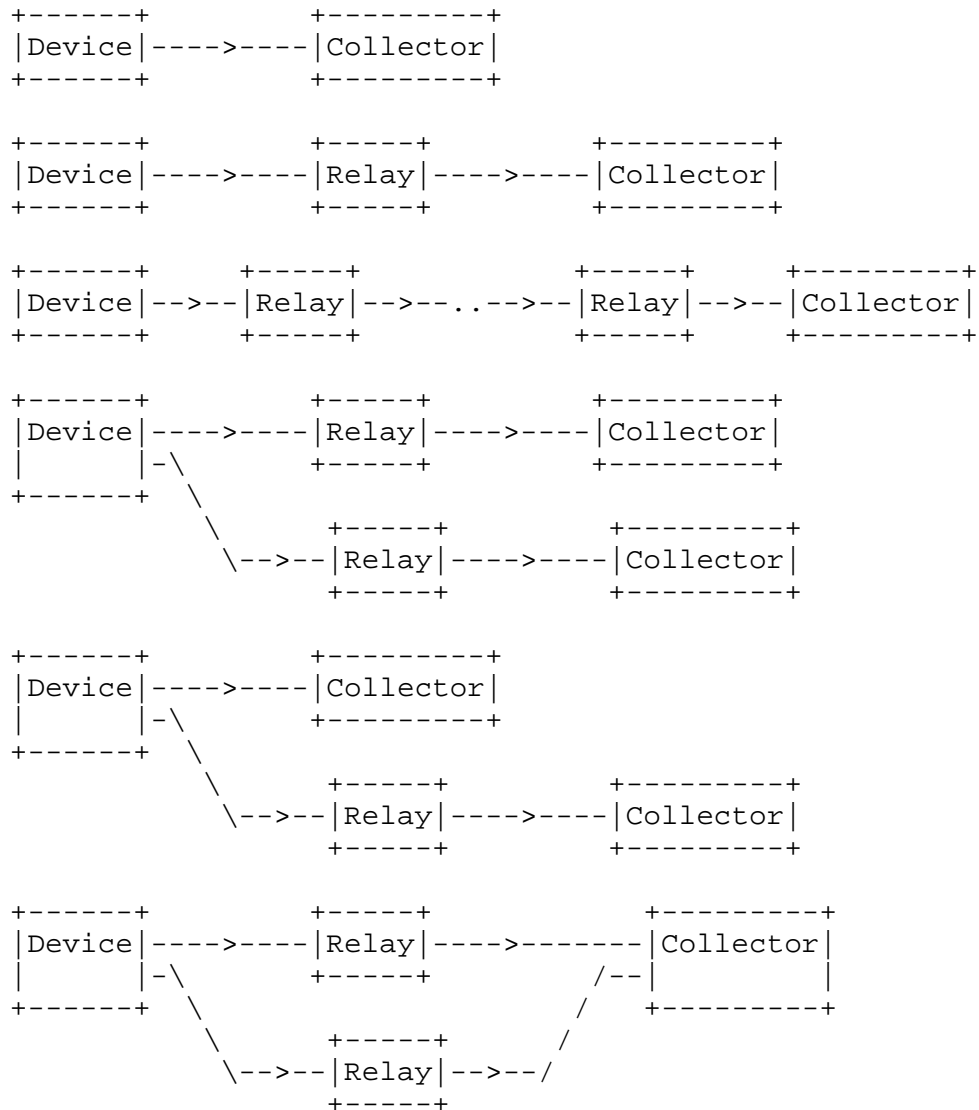 +------+         +---------+
|Device|---->----|Collector|
+------+         +---------+

+------+         +-----+         +---------+
|Device|---->----|Relay|---->----|Collector|
+------+         +-----+         +---------+

+------+     +-----+            +-----+     +---------+
|Device|-->--|Relay|-->--..-->--|Relay|-->--|Collector|
+------+     +-----+            +-----+     +---------+

+------+         +-----+         +---------+
|Device|---->----|Relay|---->----|Collector|
|      |-\       +-----+         +---------+
+------+  \
           \      +-----+         +---------+
            \-->--|Relay|---->----|Collector|
                  +-----+         +---------+

+------+         +---------+
|Device|---->----|Collector|
|      |-\       +---------+
+------+  \
           \      +-----+         +---------+
            \-->--|Relay|---->----|Collector|
                  +-----+         +---------+

+------+         +-----+            +---------+
|Device|---->----|Relay|---->-------|Collector|
|      |-\       +-----+         /--|         |
+------+  \                     /   +---------+
           \      +-----+      /
            \-->--|Relay|-->--/
                  +-----+